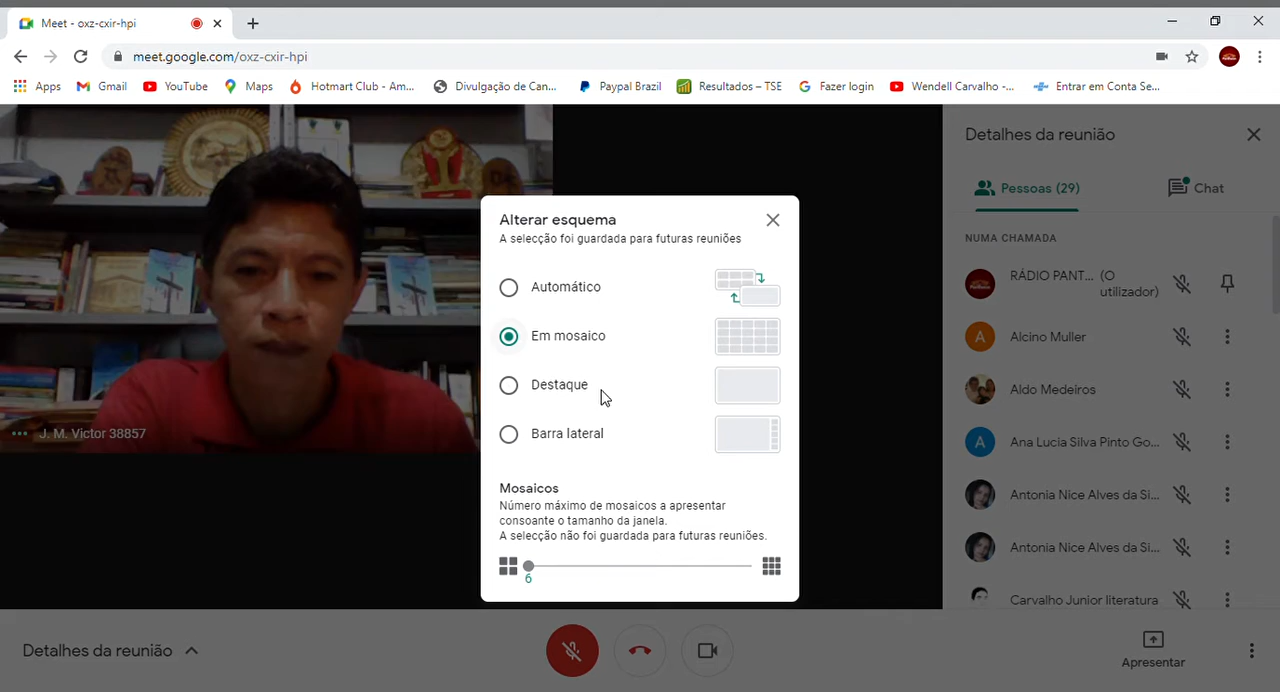 Meet - oxz-cxir-hpi
meet.google.com/oxz-cxir-hpi
Apps Gmail YouTube Maps Hotmart Club - Am... Divulgação de Can... Paypal Brazil Resultados – TSE Fazer login Wendell Carvalho -... Entrar em Conta Se...
Detalhes da reunião
Pessoas (29) Chat
NUMA CHAMADA
RÁDIO PANT... (O utilizador)
A Alcino Muller
Aldo Medeiros
A Ana Lucia Silva Pinto Go...
Antonia Nice Alves da Si...
Antonia Nice Alves da Si...
Carvalho Junior literatura
J. M. Victor 38857
Alterar esquema
A selecção foi guardada para futuras reuniões
Automático
Em mosaico
Destaque
Barra lateral
Mosaicos
Número máximo de mosaicos a apresentar
consoante o tamanho da janela.
A selecção não foi guardada para futuras reuniões.
6
Detalhes da reunião
Apresentar